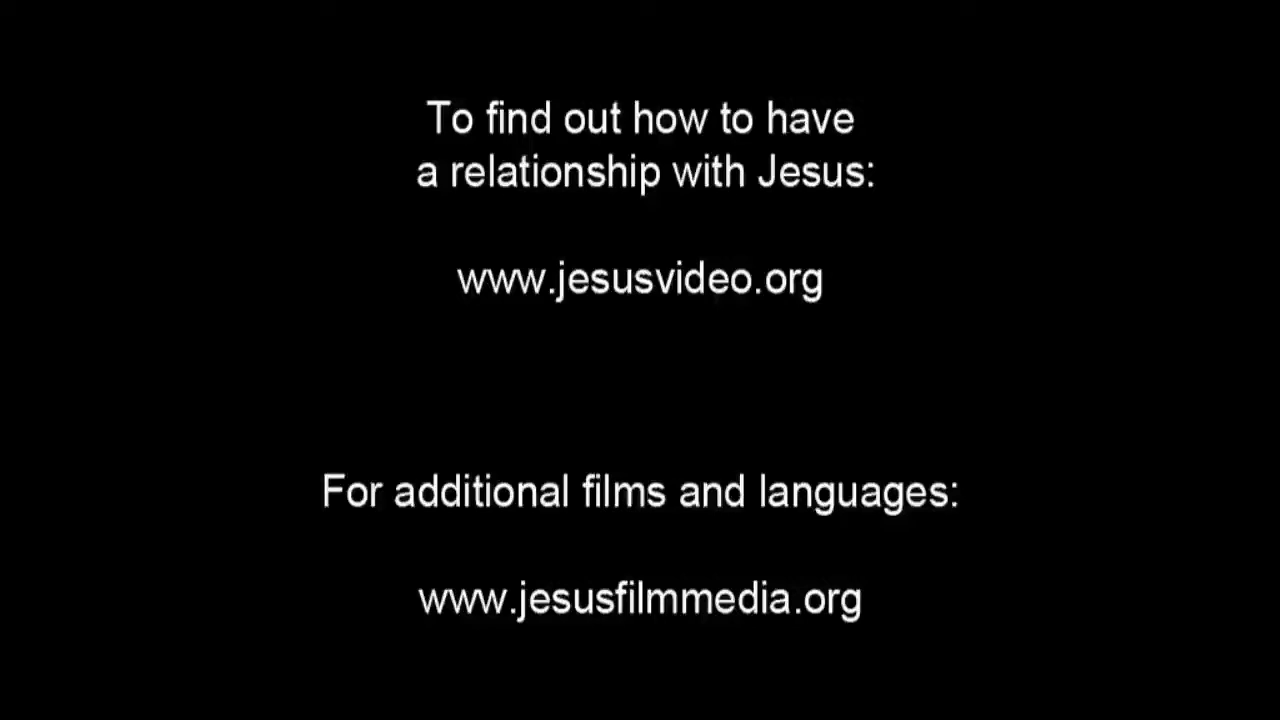 To find out how to have
a relationship with Jesus:
www.jesusvideo.org
For additional films and languages:
www.jesusfilmmedia.org